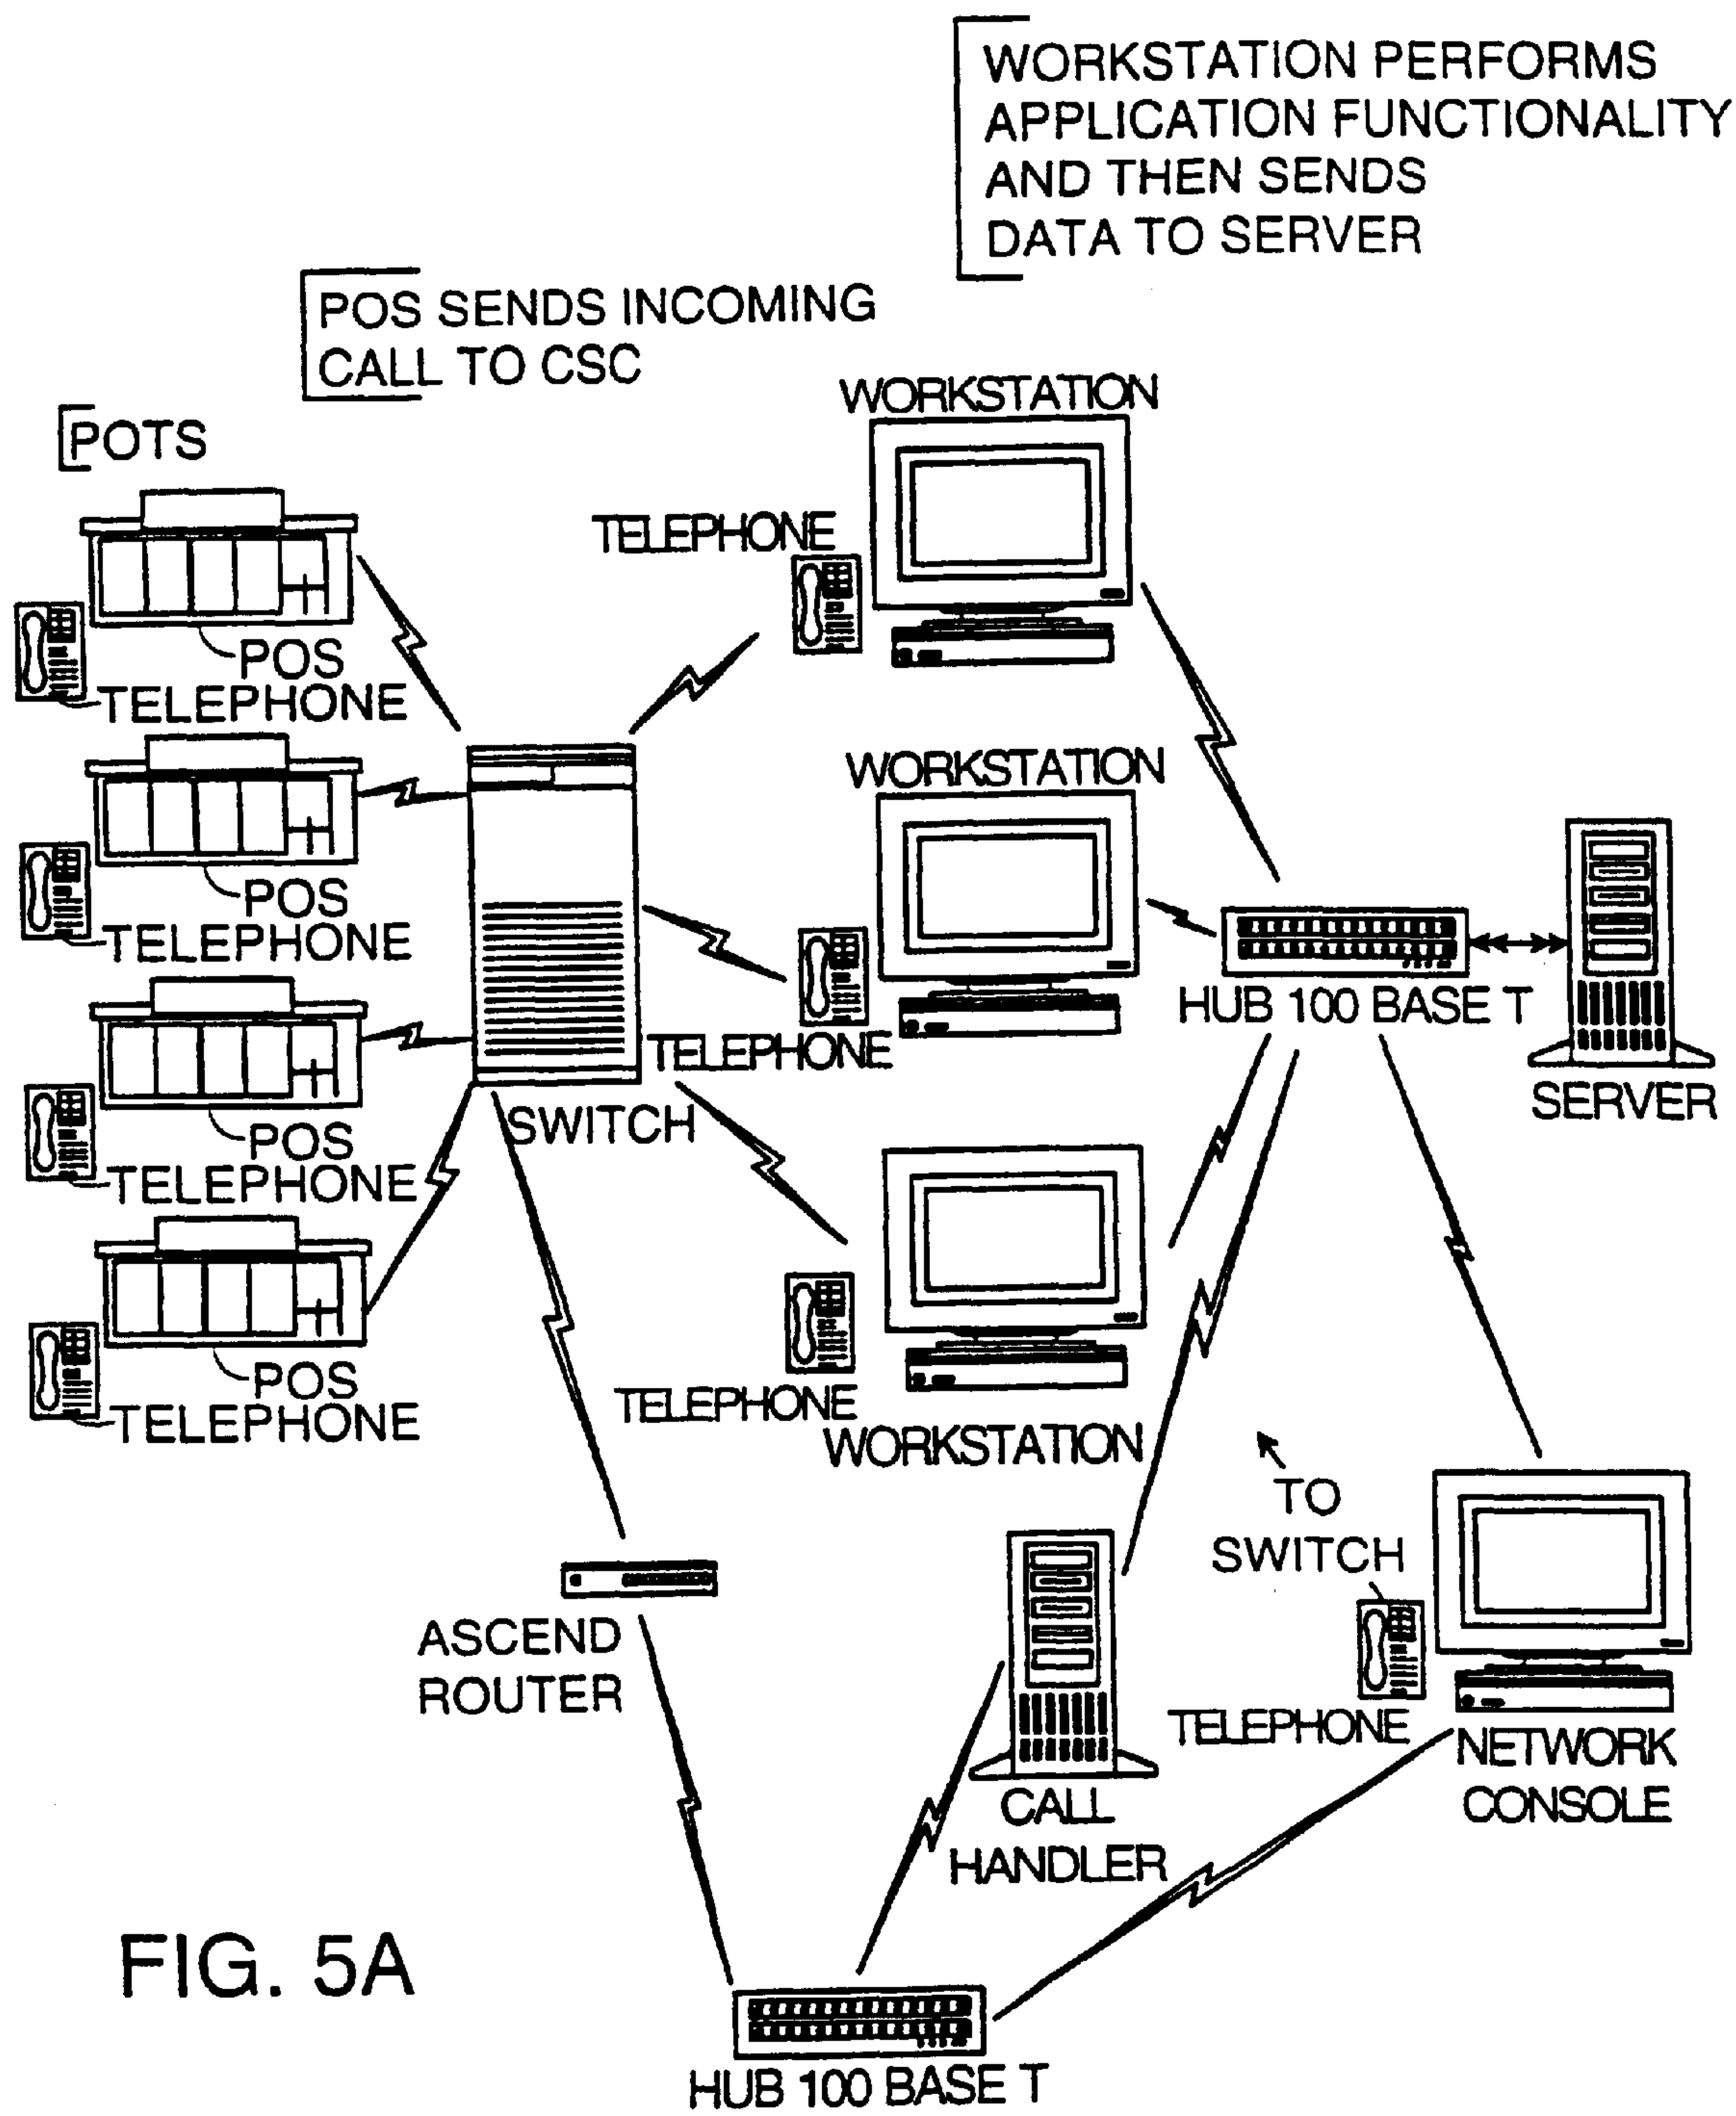 WORKSTATION PERFORMS
APPLICATION FUNCTIONALITY
AND THEN SENDS
DATA TO SERVER
POS SENDS INCOMING
CALL TO CSC
POTS
WORKSTATION
TELEPHONE
POS
TELEPHONE
WORKSTATION
POS
TELEPHONE
HUB 100 BASE T
TELEPHONE
SERVER
SWITCH
POS
TELEPHONE
POS
TELEPHONE
TELEPHONE
WORKSTATION
TO
SWITCH
ASCEND
ROUTER
TELEPHONE
NETWORK
CONSOLE
CALL
HANDLER
FIG. 5A
HUB 100 BASE T